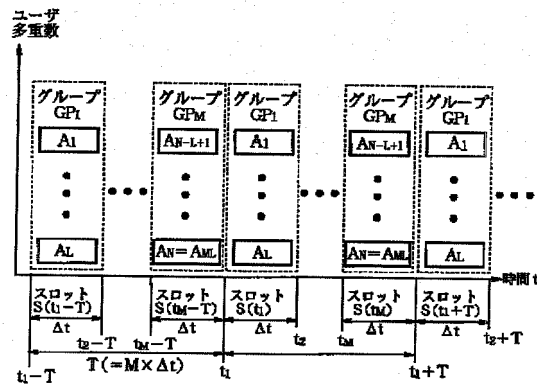 ユーザ
多重数
グループ
GP1
グループ
GPM
グループ
GP1
グループ
GPM
グループ
GP1
A1
AN-L+1
A1
AN-L+1
A1
AL
AN=AML
AL
AN=AML
AL
時間 t
スロット
S(t1-T)
スロット
S(tM-T)
スロット
S(t1)
スロット
S(tM)
スロット
S(t1+T)
Δt
Δt
Δt
Δt
Δt
t2-T
tM-T
t2
tM
t2+T
T(=M×Δt)
t1-T
t1
t1+T